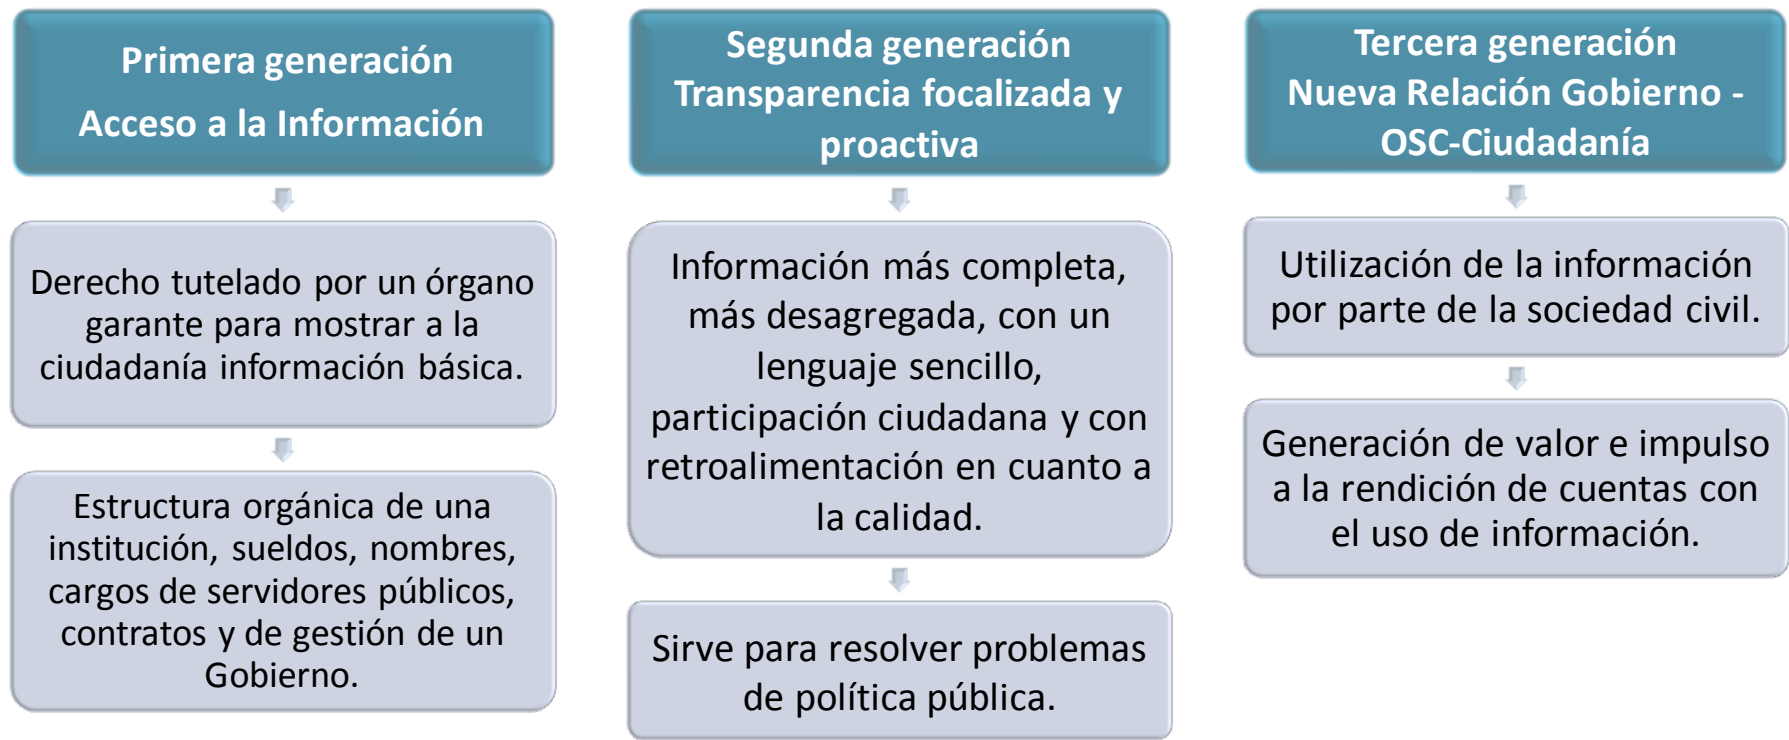 Primera generación
Acceso a la Información
Derecho tutelado por un órgano
garante para mostrar a la
ciudadanía información básica.
Estructura orgánica de una
institución, sueldos, nombres,
cargos de servidores públicos,
contratos y de gestión de un
Gobierno.
Segunda generación
Transparencia focalizada y
proactiva
Información más completa,
más desagregada, con un
lenguaje sencillo,
participación ciudadana y con
retroalimentación en cuanto a
la calidad.
Sirve para resolver problemas
de política pública.
Tercera generación
Nueva Relación Gobierno -
OSC-Ciudadanía
Utilización de la información
por parte de la sociedad civil.
Generación de valor e impulso
a la rendición de cuentas con
el uso de información.